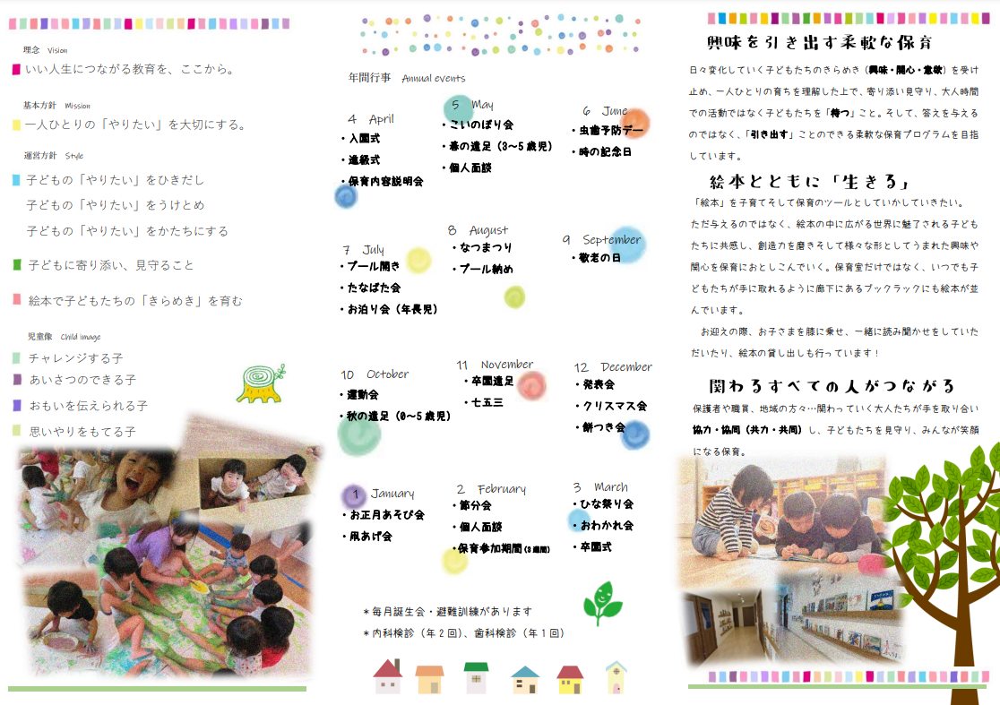 理念 Vision
いい人生につながる教育を、ここから。
基本方針 Mission
一人ひとりの「やりたい」を大切にする。
運営方針 Style
子どもの「やりたい」をひきだし
子どもの「やりたい」をうけとめ
子どもの「やりたい」をかたちにする
子どもに寄り添い、見守ること
絵本で子どもたちの「きらめき」を育む
児童像 Child image
チャレンジする子
あいさつのできる子
おもいを伝えられる子
思いやりをもてる子
年間行事 Annual events
4 April
・入園式
・進級式
・保育内容説明会
5 May
・こいのぼり会
・春の遠足（3～5歳児）
・個人面談
6 June
・虫歯予防デー
・時の記念日
7 July
・プール開き
・たなばた会
・お泊り会（年長児）
8 August
・なつまつり
・プール納め
9 September
・敬老の日
10 October
・運動会
・秋の遠足（0～5歳児）
11 November
・卒園遠足
・七五三
12 December
・発表会
・クリスマス会
・餅つき会
1 January
・お正月あそび会
・凧あげ会
2 February
・節分会
・個人面談
・保育参加期間（3週間）
3 March
・ひな祭り会
・おわかれ会
・卒園式
＊毎月誕生会・避難訓練があります
＊内科検診（年２回）、歯科検診（年１回）
興味を引き出す柔軟な保育
日々変化していく子どもたちのきらめき（興味・関心・意欲）を受け
止め、一人ひとりの育ちを理解した上で、寄り添い見守り、大人時間
での活動ではなく子どもたちを「待つ」こと。そして、答えを与える
のではなく、「引き出す」ことのできる柔軟な保育プログラムを目指
しています。
絵本とともに「生きる」
「絵本」を子育てそして保育のツールとしていかしていきたい。
ただ与えるのではなく、絵本の中に広がる世界に魅了される子ども
たちに共感し、創造力を磨きそして様々な形としてうまれた興味や
関心を保育におとしこんでいく。保育室だけではなく、いつでも子
どもたちが手に取れるように廊下にあるブックラックにも絵本が並
んでいます。
お迎えの際、お子さまを膝に乗せ、一緒に読み聞かせをしていた
だいたり、絵本の貸し出しも行っています！
関わるすべての人がつながる
保護者や職員、地域の方々…関わっていく大人たちが手を取り合い
協力・協同（共力・共同）し、子どもたちを見守り、みんなが笑顔
になる保育。